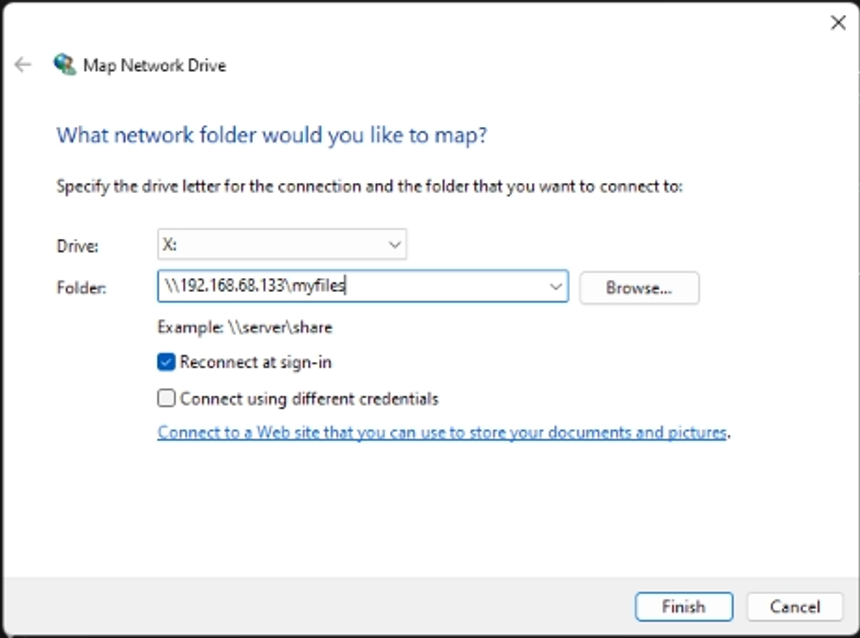 Map Network Drive
What network folder would you like to map?
Specify the drive letter for the connection and the folder that you want to connect to:
Drive: X:
Folder: \\192.168.68.133\myfiles Browse...
Example: \\server\share
Reconnect at sign-in
Connect using different credentials
Connect to a Web site that you can use to store your documents and pictures.
Finish Cancel